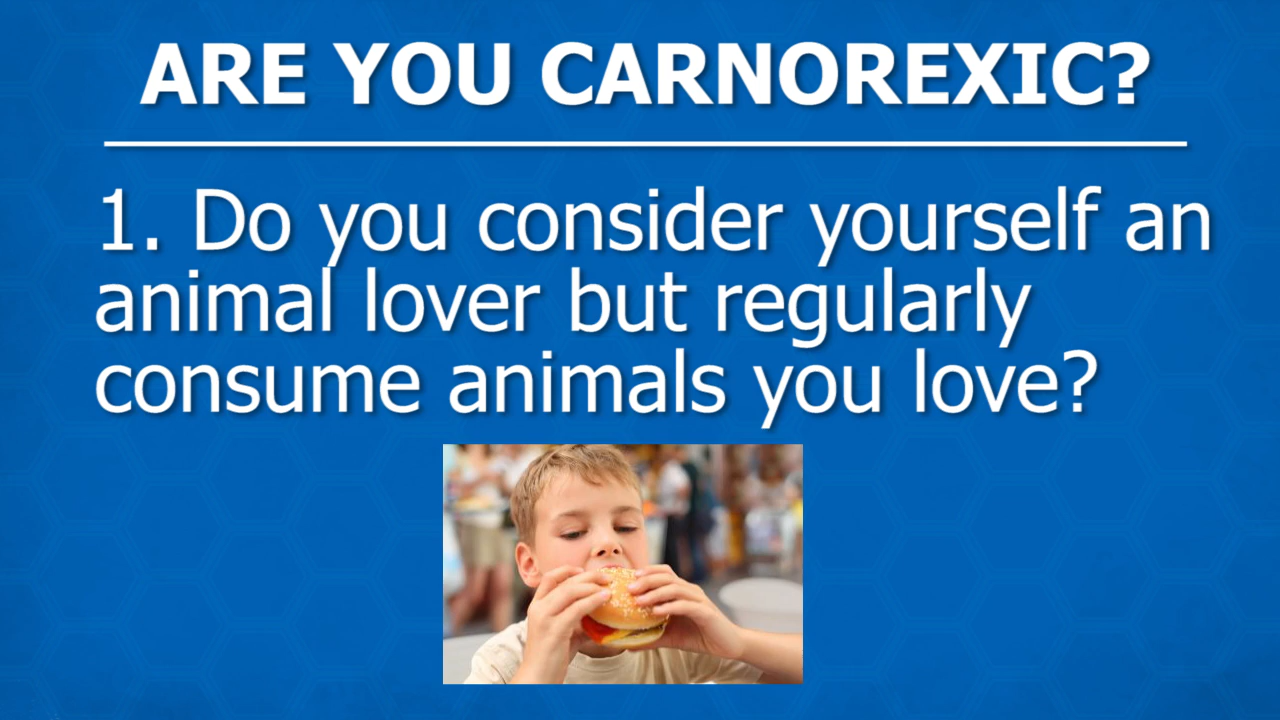 ARE YOU CARNOREXIC?
1. Do you consider yourself an
animal lover but regularly
consume animals you love?